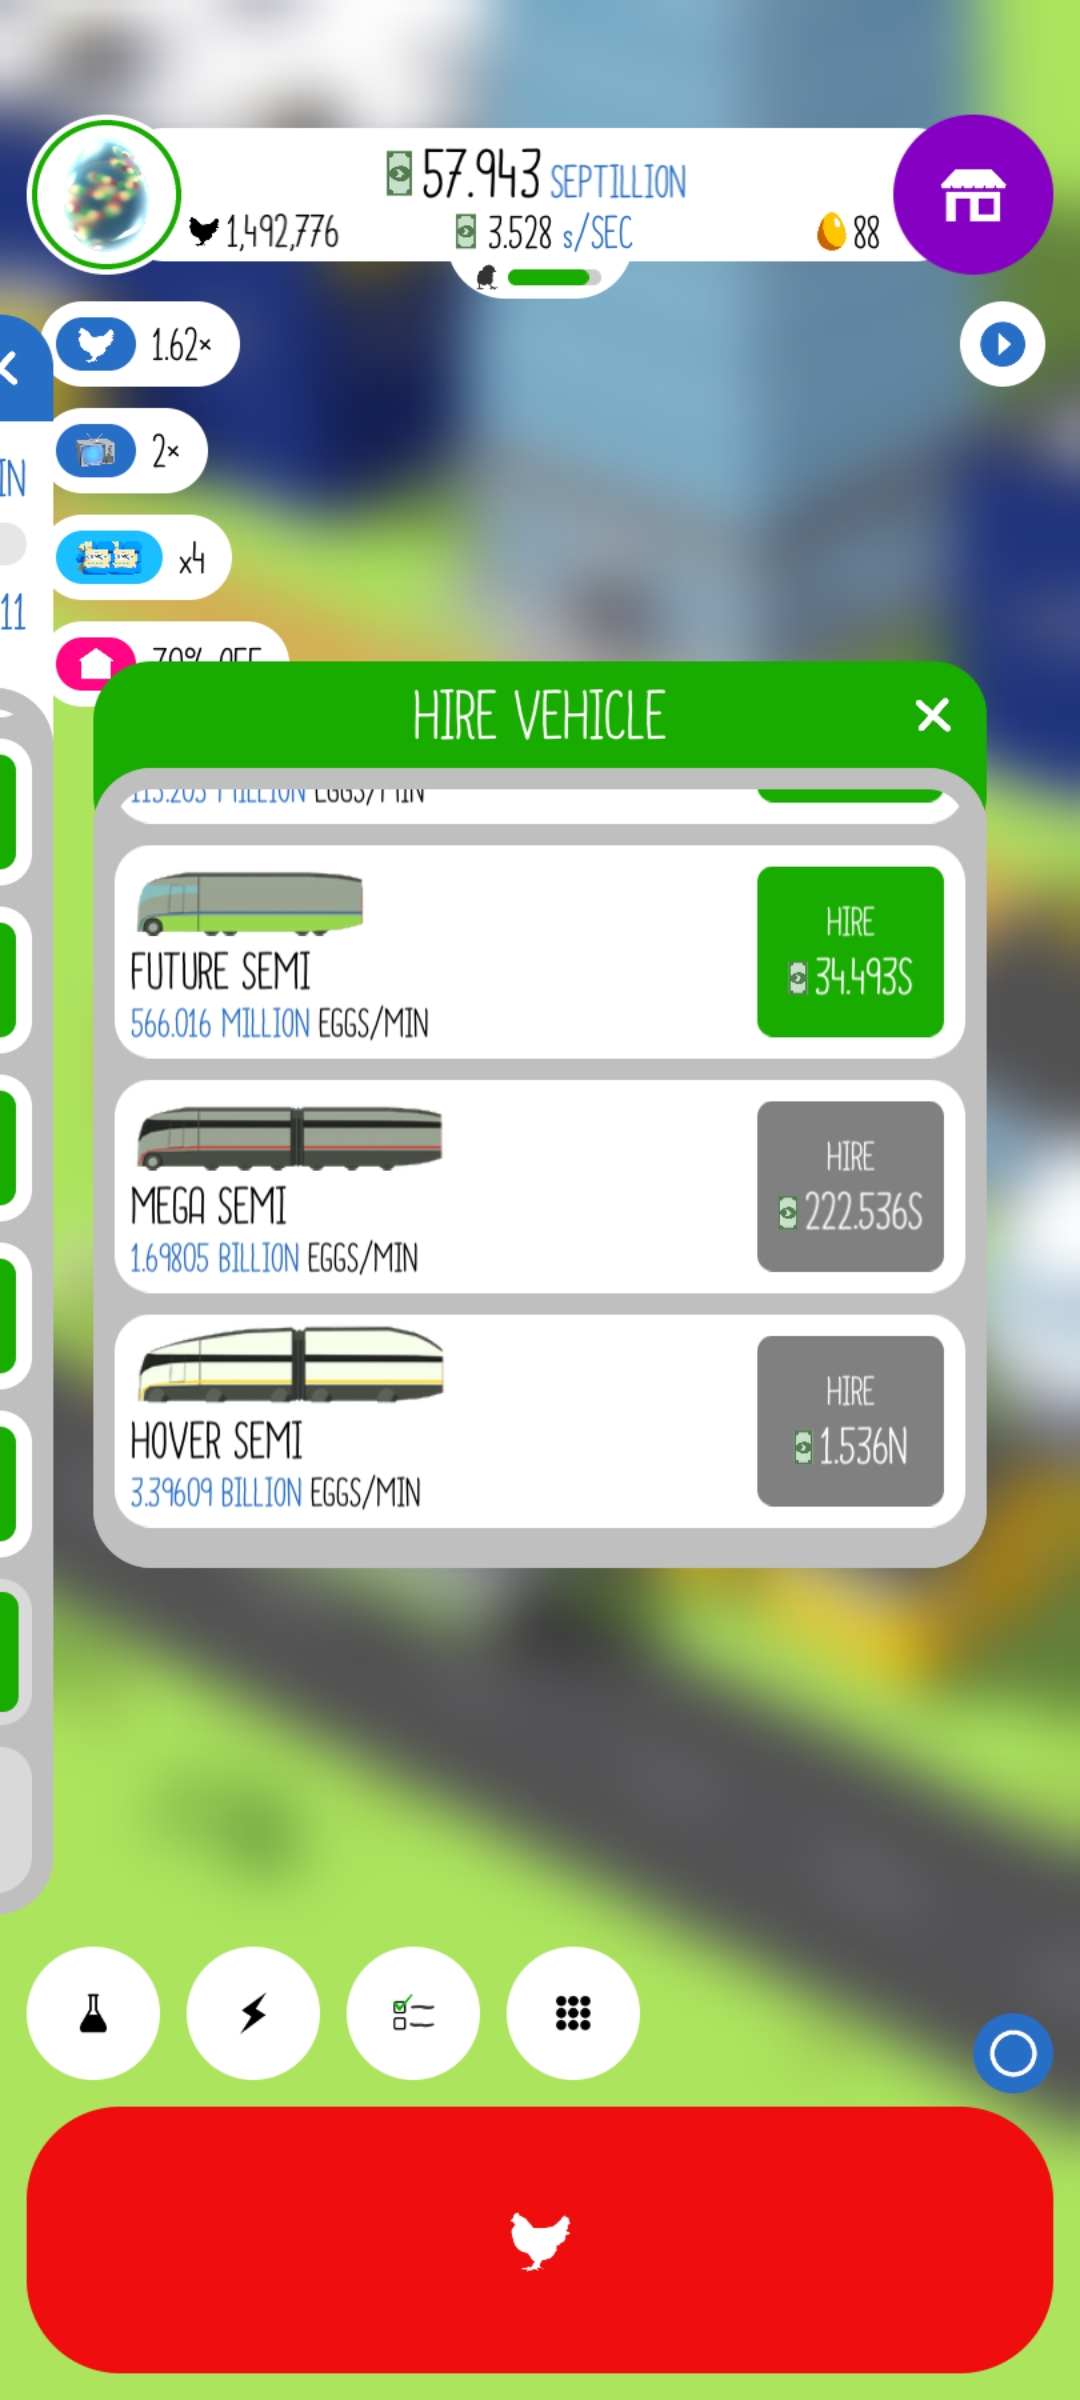 57.943 SEPTILLION
1,492,776
3.528 s/SEC
88
1.62×
2×
IN
x4
11
70% OFF
HIRE VEHICLE
113.203 MILLION EGGS/MIN
HIRE
34.493S
FUTURE SEMI
566.016 MILLION EGGS/MIN
HIRE
222.536S
MEGA SEMI
1.69805 BILLION EGGS/MIN
HIRE
1.536N
HOVER SEMI
3.39609 BILLION EGGS/MIN